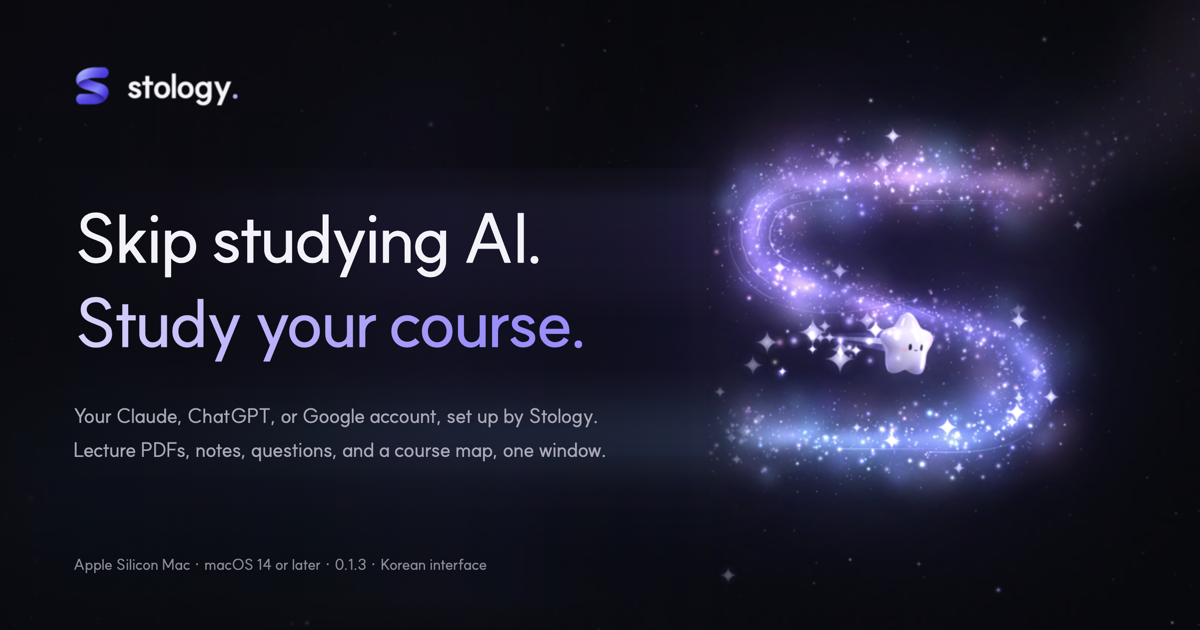 stology.
Skip studying AI.
Study your course.
Your Claude, ChatGPT, or Google account, set up by Stology.
Lecture PDFs, notes, questions, and a course map, one window.
Apple Silicon Mac · macOS 14 or later · 0.1.3 · Korean interface